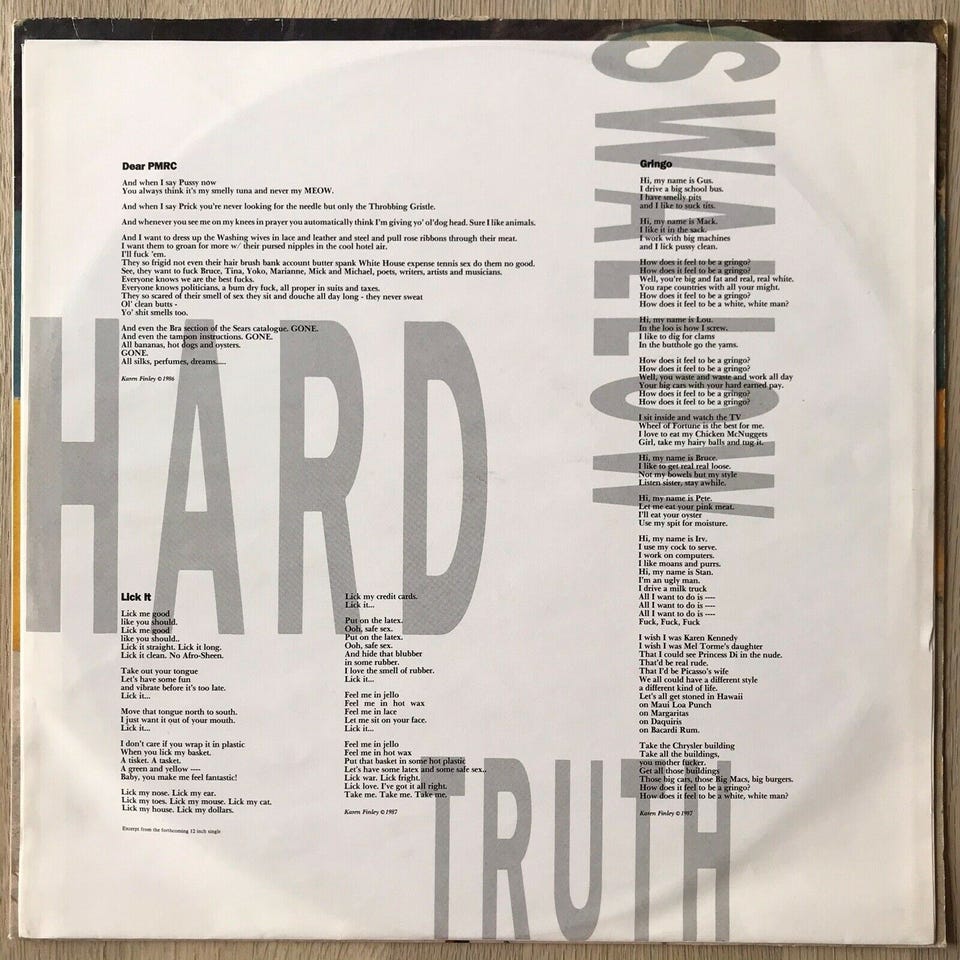 HARD
SWALLOW
TRUTH
Dear PMRC
And when I say Pussy now
You always think it's my smelly tuna and never my MEOW.
And when I say Prick you're never looking for the needle but only the Throbbing Gristle.
And whenever you see me on my knees in prayer you automatically think I'm giving yo' ol'dog head. Sure I like animals.
And I want to dress up the Washing wives in lace and leather and steel and pull rose ribbons through their meat.
I want them to groan for more w/ their pursed nipples in the cool hotel air.
I'll fuck 'em.
They so frigid not even their hair brush bank account butter spank White House expense tennis sex do them no good.
See, they want to fuck Bruce, Tina, Yoko, Marianne, Mick and Michael, poets, writers, artists and musicians.
Everyone knows we are the best fucks.
Everyone knows politicians, a bum dry fuck, all proper in suits and taxes.
They so scared of their smell of sex they sit and douche all day long - they never sweat
Ol' clean butts -
Yo' shit smells too.
And even the Bra section of the Sears catalogue. GONE.
And even the tampon instructions. GONE.
All bananas, hot dogs and oysters.
GONE.
All silks, perfumes, dreams.....
Karen Finley © 1986
Lick It
Lick me good
like you should.
Lick me good
like you should..
Lick it straight. Lick it long.
Lick it clean. No Afro-Sheen.
Take out your tongue
Let's have some fun
and vibrate before it's too late.
Lick it...
Move that tongue north to south.
I just want it out of your mouth.
Lick it...
I don't care if you wrap it in plastic
When you lick my basket.
A tisket. A tasket.
A green and yellow ----
Baby, you make me feel fantastic!
Lick my nose. Lick my ear.
Lick my toes. Lick my mouse. Lick my cat.
Lick my house. Lick my dollars.
Excerpt from the forthcoming 12 inch single
Lick my credit cards.
Lick it...
Put on the latex.
Ooh, safe sex.
Put on the latex.
Ooh, safe sex.
And hide that blubber
in some rubber.
I love the smell of rubber.
Lick it...
Feel me in jello
Feel me in hot wax
Feel me in lace
Let me sit on your face.
Lick it...
Feel me in jello
Feel me in hot wax
Put that basket in some hot plastic
Let's have some latex and some safe sex..
Lick war. Lick fright.
Lick love. I've got it all right.
Take me. Take me. Take me.
Karen Finley © 1987
Gringo
Hi, my name is Gus.
I drive a big school bus.
I have smelly pits
and I like to suck tits.
Hi, my name is Mack.
I like it in the sack.
I work with big machines
and I lick pussy clean.
How does it feel to be a gringo?
How does it feel to be a gringo?
Well, you're big and fat and real, real white.
You rape countries with all your might.
How does it feel to be a gringo?
How does it feel to be a white, white man?
Hi, my name is Lou.
In the loo is how I screw.
I like to dig for clams
In the butthole go the yams.
How does it feel to be a gringo?
How does it feel to be a gringo?
Well, you waste and waste and work all day
Your big cars with your hard earned pay.
How does it feel to be a gringo?
How does it feel to be a gringo?
I sit inside and watch the TV
Wheel of Fortune is the best for me.
I love to eat my Chicken McNuggets
Girl, take my hairy balls and tug it.
Hi, my name is Bruce.
I like to get real real loose.
Not my bowels but my style
Listen sister, stay awhile.
Hi, my name is Pete.
Let me eat your pink meat.
I'll eat your oyster
Use my spit for moisture.
Hi, my name is Irv.
I use my cock to serve.
I work on computers.
I like moans and purrs.
Hi, my name is Stan.
I'm an ugly man.
I drive a milk truck
All I want to do is ----
All I want to do is ----
All I want to do is ----
Fuck, Fuck, Fuck
I wish I was Karen Kennedy
I wish I was Mel Torme's daughter
That I could see Princess Di in the nude.
That'd be real rude.
That I'd be Picasso's wife
We all could have a different style
a different kind of life.
Let's all get stoned in Hawaii
on Maui Loa Punch
on Margaritas
on Daquiris
on Bacardi Rum.
Take the Chrysler building
Take all the buildings,
you mother fucker.
Get all those buildings
Those big cars, those Big Macs, big burgers.
How does it feel to be a gringo?
How does it feel to be a white, white man?
Karen Finley © 1987